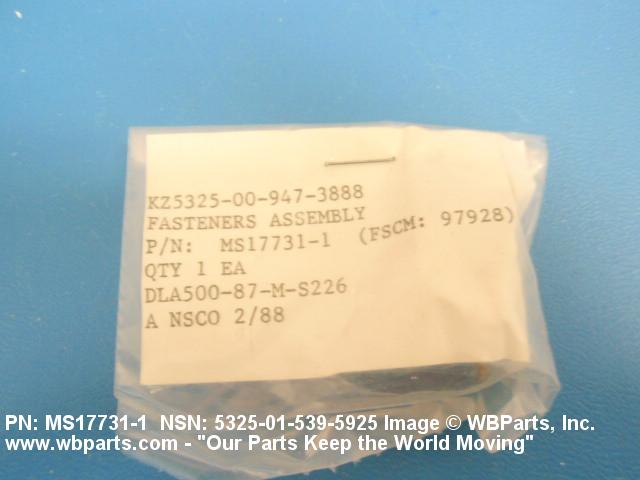 KZ5325-00-947-3888
FASTENERS ASSEMBLY
P/N: MS17731-1 (FSCM: 97928)
QTY 1 EA
DLA500-87-M-S226
A NSCO 2/88
PN: MS17731-1 NSN: 5325-01-539-5925 Image © WBParts, Inc.
www.wbparts.com - "Our Parts Keep the World Moving"